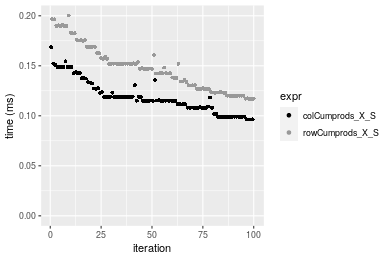 0.20
0.15
0.10
0.05
0.00
time (ms)
0
25
50
75
100
iteration
expr
colCumprods_X_S
rowCumprods_X_S